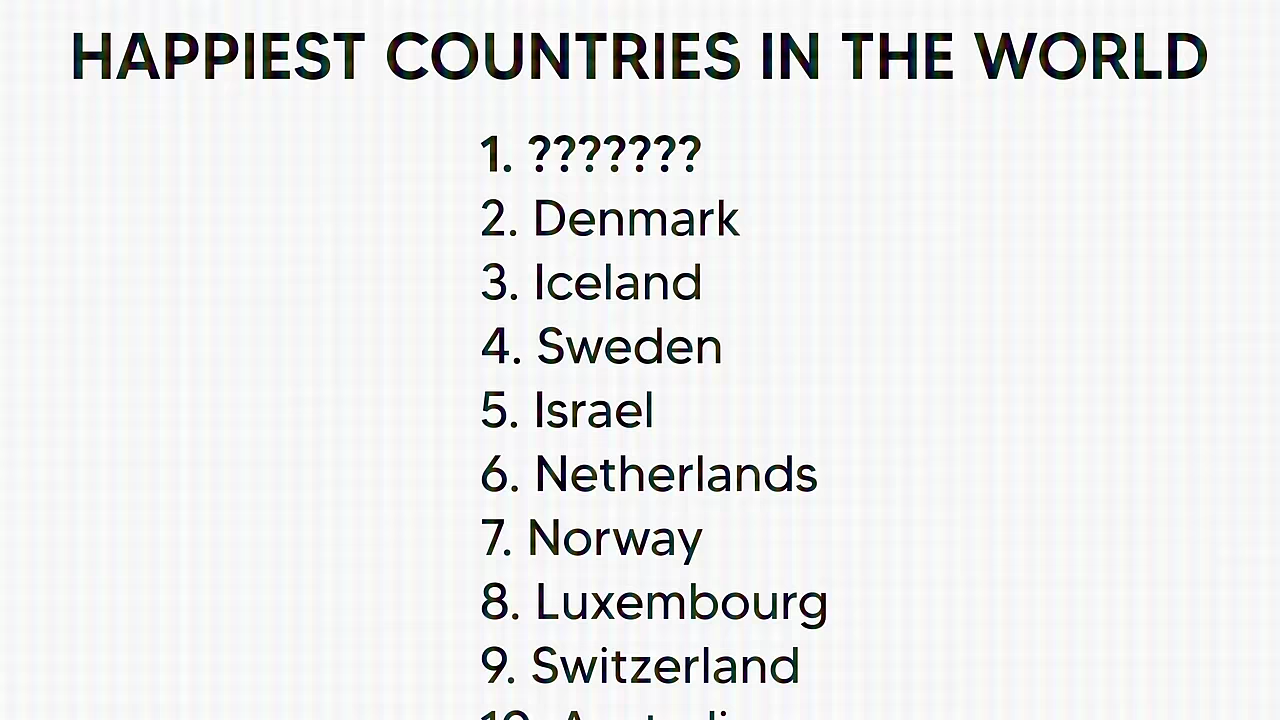 HAPPIEST COUNTRIES IN THE WORLD
1. ???????
2. Denmark
3. Iceland
4. Sweden
5. Israel
6. Netherlands
7. Norway
8. Luxembourg
9. Switzerland